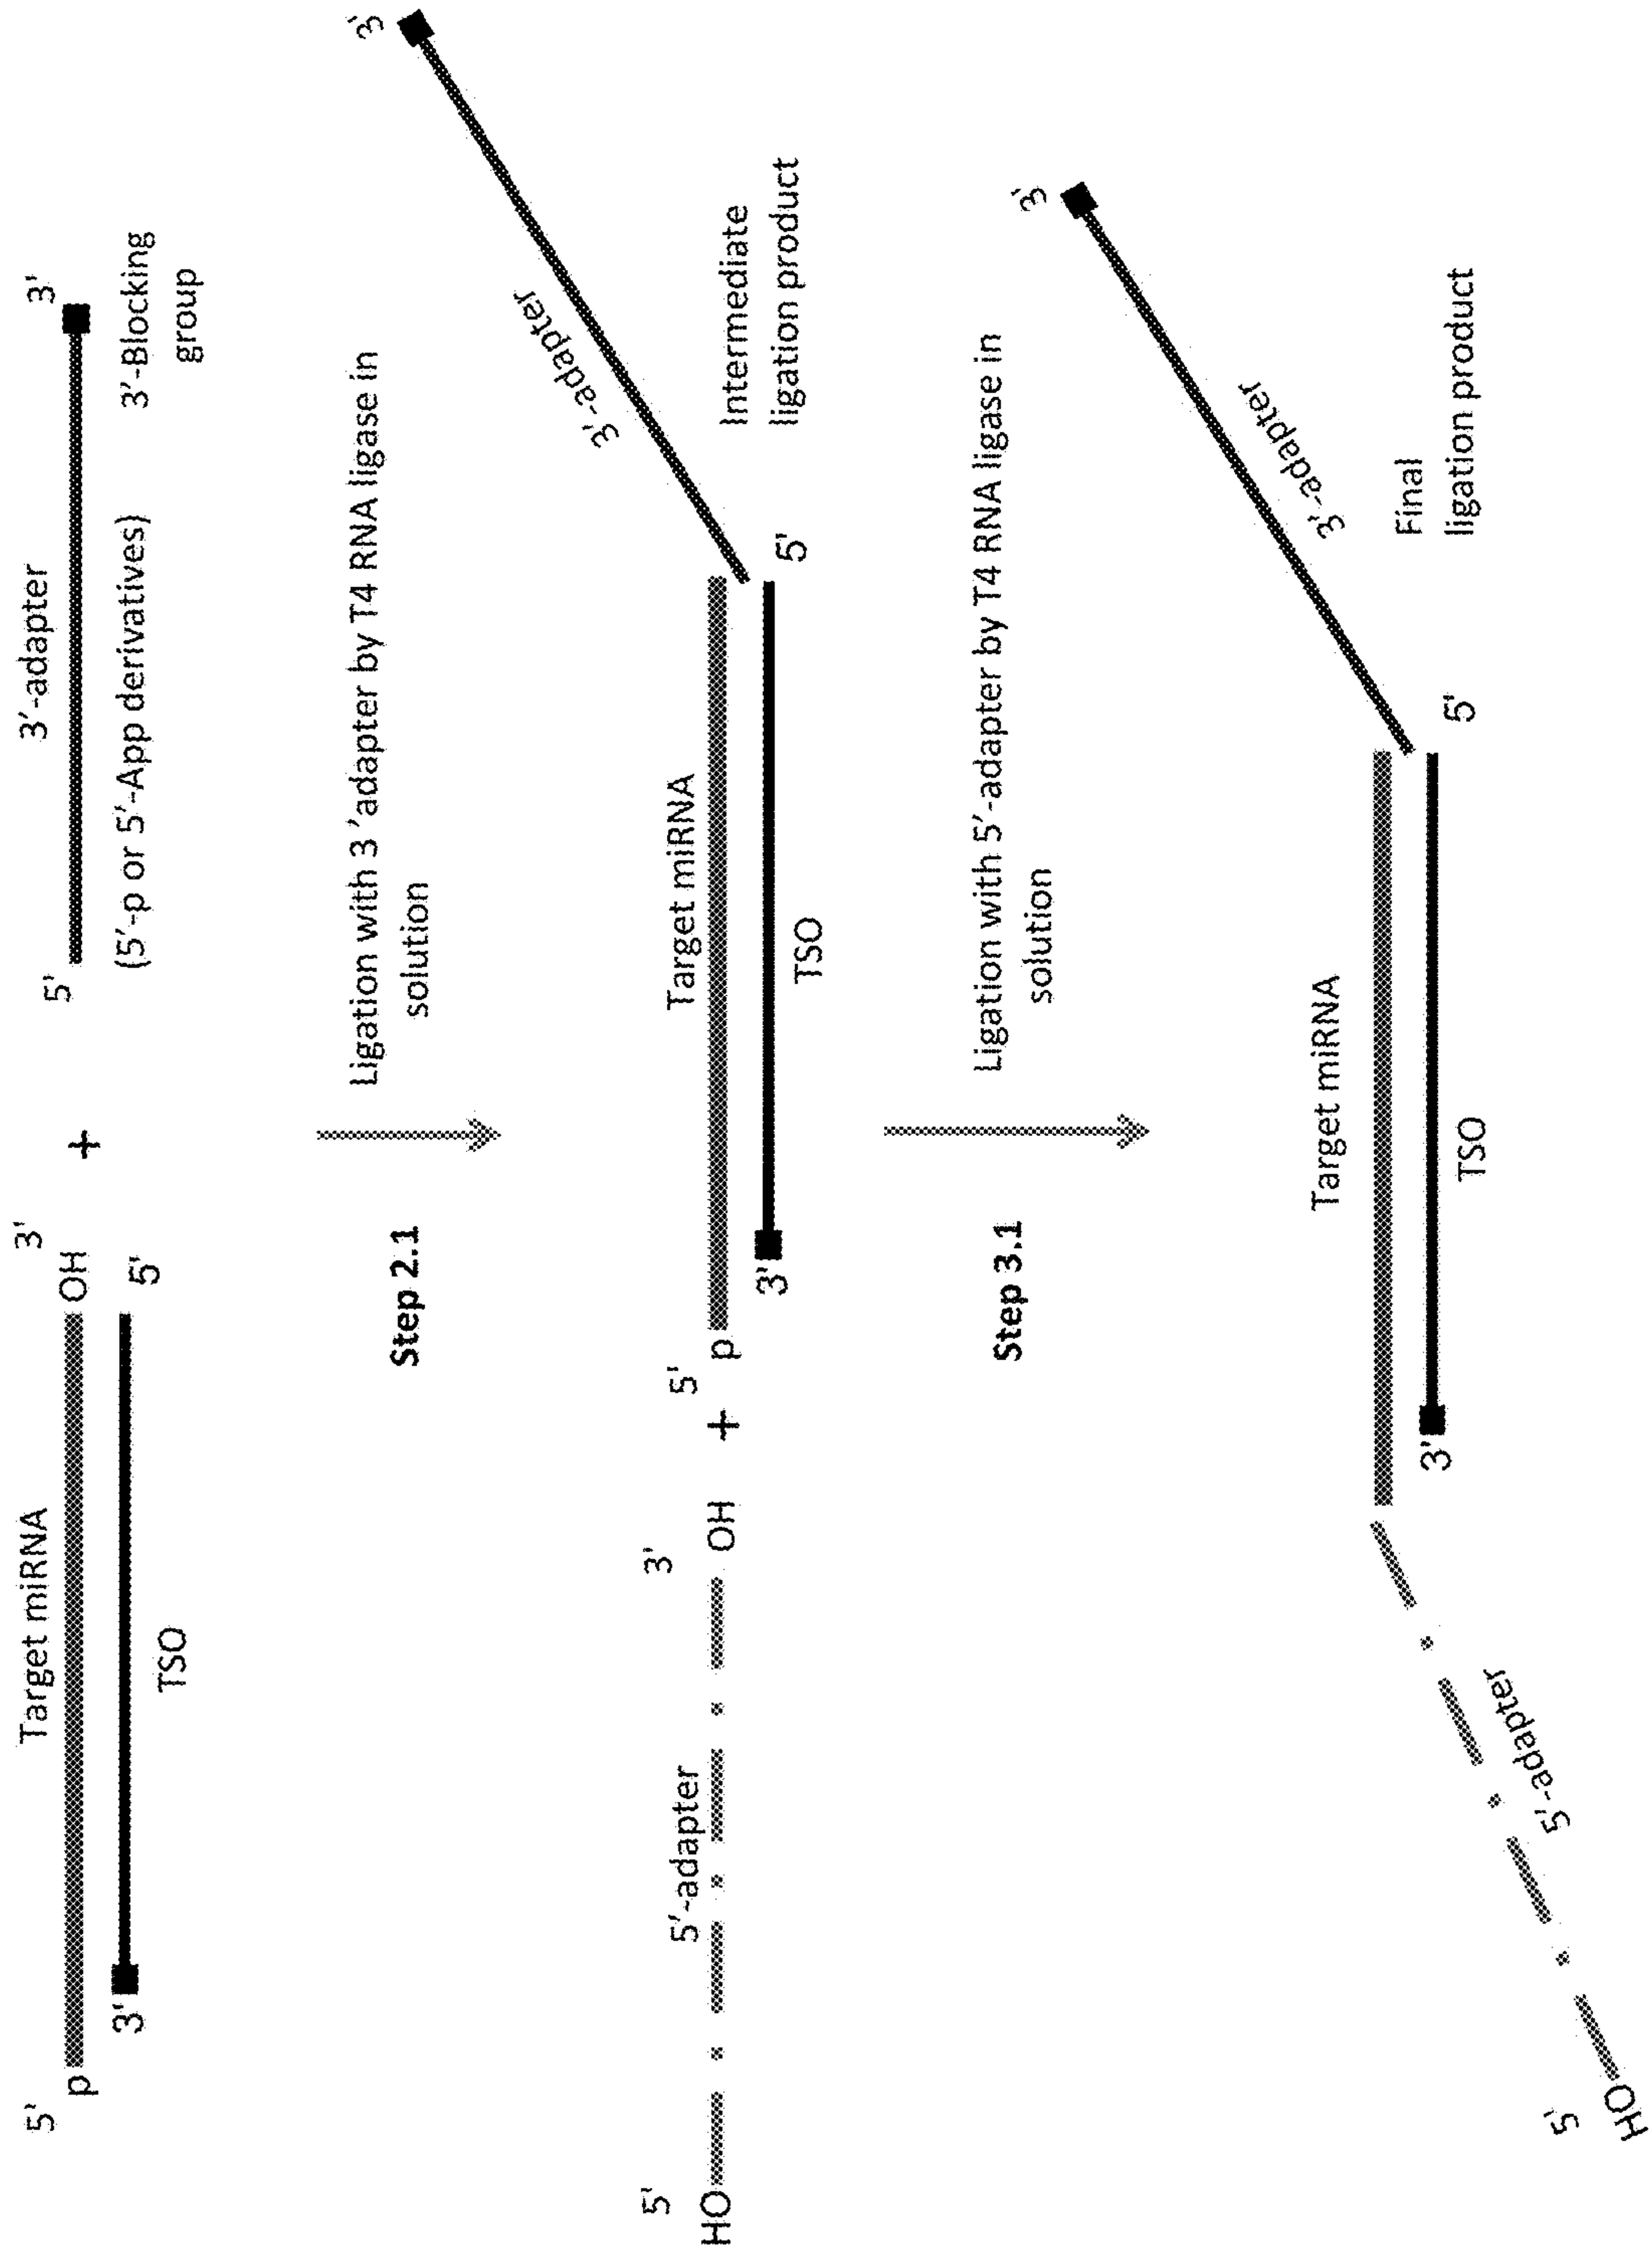 Target miRNA
3'-adapter
5'
3'
5'
3'
p
OH
+
3'
5'
TSO
(5'-p or 5'-App derivatives)
3'-Blocking
group
Step 2.1
Ligation with 3 'adapter by T4 RNA ligase in
solution
3'
5'-adapter
Target miRNA
3'-adapter
5'
3'
5'
HO
OH
+
p
3'
5'
TSO
Intermediate
ligation product
Step 3.1
Ligation with 5'-adapter by T4 RNA ligase in
solution
3'
Target miRNA
3'-adapter
3'
5'
TSO
Final
ligation product
5'-adapter
5'
HO